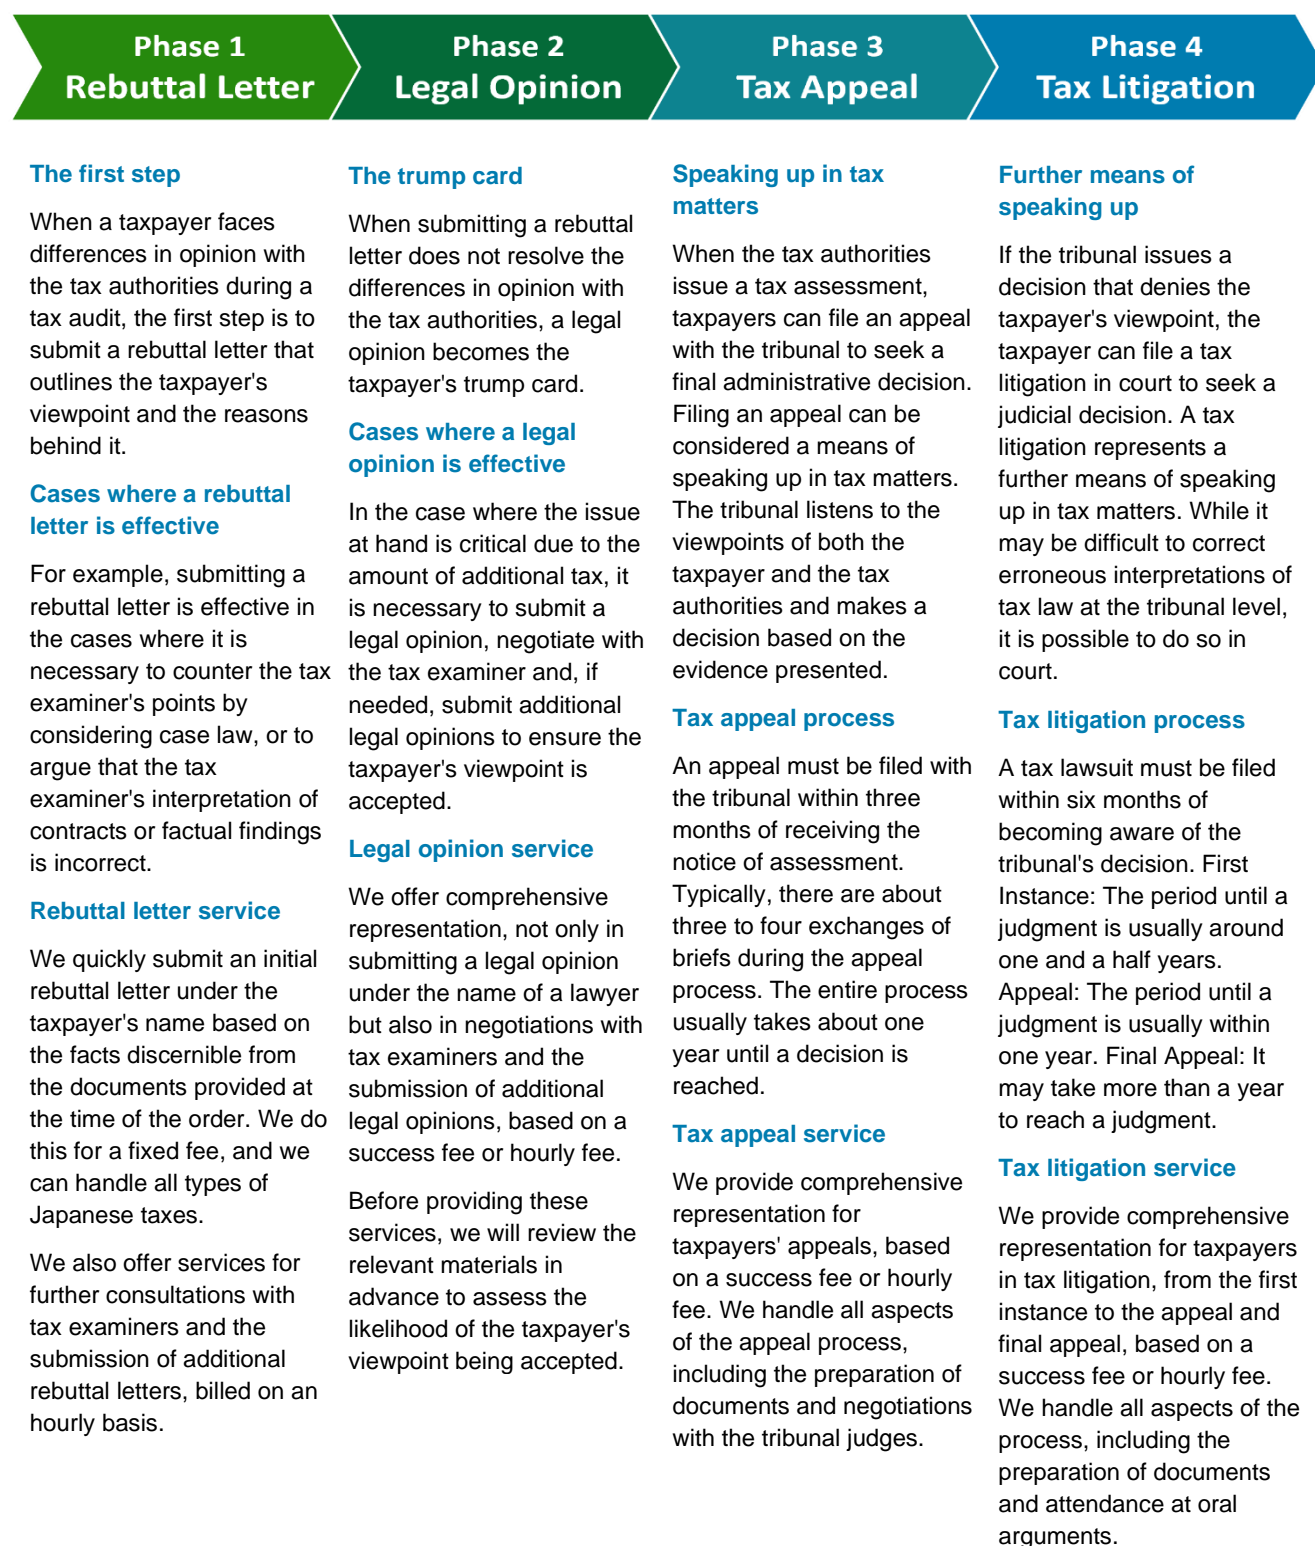 Phase 1
Rebuttal Letter
Phase 2
Legal Opinion
Phase 3
Tax Appeal
Phase 4
Tax Litigation
The first step
When a taxpayer faces
differences in opinion with
the tax authorities during a
tax audit, the first step is to
submit a rebuttal letter that
outlines the taxpayer's
viewpoint and the reasons
behind it.
Cases where a rebuttal
letter is effective
For example, submitting a
rebuttal letter is effective in
the cases where it is
necessary to counter the tax
examiner's points by
considering case law, or to
argue that the tax
examiner's interpretation of
contracts or factual findings
is incorrect.
Rebuttal letter service
We quickly submit an initial
rebuttal letter under the
taxpayer's name based on
the facts discernible from
the documents provided at
the time of the order. We do
this for a fixed fee, and we
can handle all types of
Japanese taxes.
We also offer services for
further consultations with
tax examiners and the
submission of additional
rebuttal letters, billed on an
hourly basis.
The trump card
When submitting a rebuttal
letter does not resolve the
differences in opinion with
the tax authorities, a legal
opinion becomes the
taxpayer's trump card.
Cases where a legal
opinion is effective
In the case where the issue
at hand is critical due to the
amount of additional tax, it
is necessary to submit a
legal opinion, negotiate with
the tax examiner and, if
needed, submit additional
legal opinions to ensure the
taxpayer's viewpoint is
accepted.
Legal opinion service
We offer comprehensive
representation, not only in
submitting a legal opinion
under the name of a lawyer
but also in negotiations with
tax examiners and the
submission of additional
legal opinions, based on a
success fee or hourly fee.
Before providing these
services, we will review the
relevant materials in
advance to assess the
likelihood of the taxpayer's
viewpoint being accepted.
Speaking up in tax
matters
When the tax authorities
issue a tax assessment,
taxpayers can file an appeal
with the tribunal to seek a
final administrative decision.
Filing an appeal can be
considered a means of
speaking up in tax matters.
The tribunal listens to the
viewpoints of both the
taxpayer and the tax
authorities and makes a
decision based on the
evidence presented.
Tax appeal process
An appeal must be filed with
the tribunal within three
months of receiving the
notice of assessment.
Typically, there are about
three to four exchanges of
briefs during the appeal
process. The entire process
usually takes about one
year until a decision is
reached.
Tax appeal service
We provide comprehensive
representation for
taxpayers' appeals, based
on a success fee or hourly
fee. We handle all aspects
of the appeal process,
including the preparation of
documents and negotiations
with the tribunal judges.
Further means of
speaking up
If the tribunal issues a
decision that denies the
taxpayer's viewpoint, the
taxpayer can file a tax
litigation in court to seek a
judicial decision. A tax
litigation represents a
further means of speaking
up in tax matters. While it
may be difficult to correct
erroneous interpretations of
tax law at the tribunal level,
it is possible to do so in
court.
Tax litigation process
A tax lawsuit must be filed
within six months of
becoming aware of the
tribunal's decision. First
Instance: The period until a
judgment is usually around
one and a half years.
Appeal: The period until a
judgment is usually within
one year. Final Appeal: It
may take more than a year
to reach a judgment.
Tax litigation service
We provide comprehensive
representation for taxpayers
in tax litigation, from the first
instance to the appeal and
final appeal, based on a
success fee or hourly fee.
We handle all aspects of the
process, including the
preparation of documents
and attendance at oral
arguments.